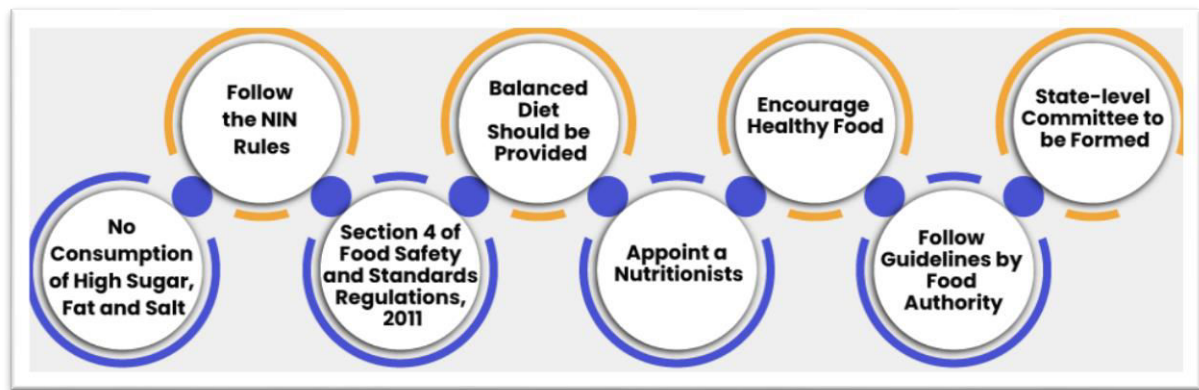 No
Consumption
of High Sugar,
Fat and Salt
Follow
the NIN
Rules
Section 4 of
Food Safety
and Standards
Regulations,
2011
Balanced
Diet
Should be
Provided
Appoint a
Nutritionists
Encourage
Healthy Food
Follow
Guidelines by
Food
Authority
State-level
Committee to
be Formed